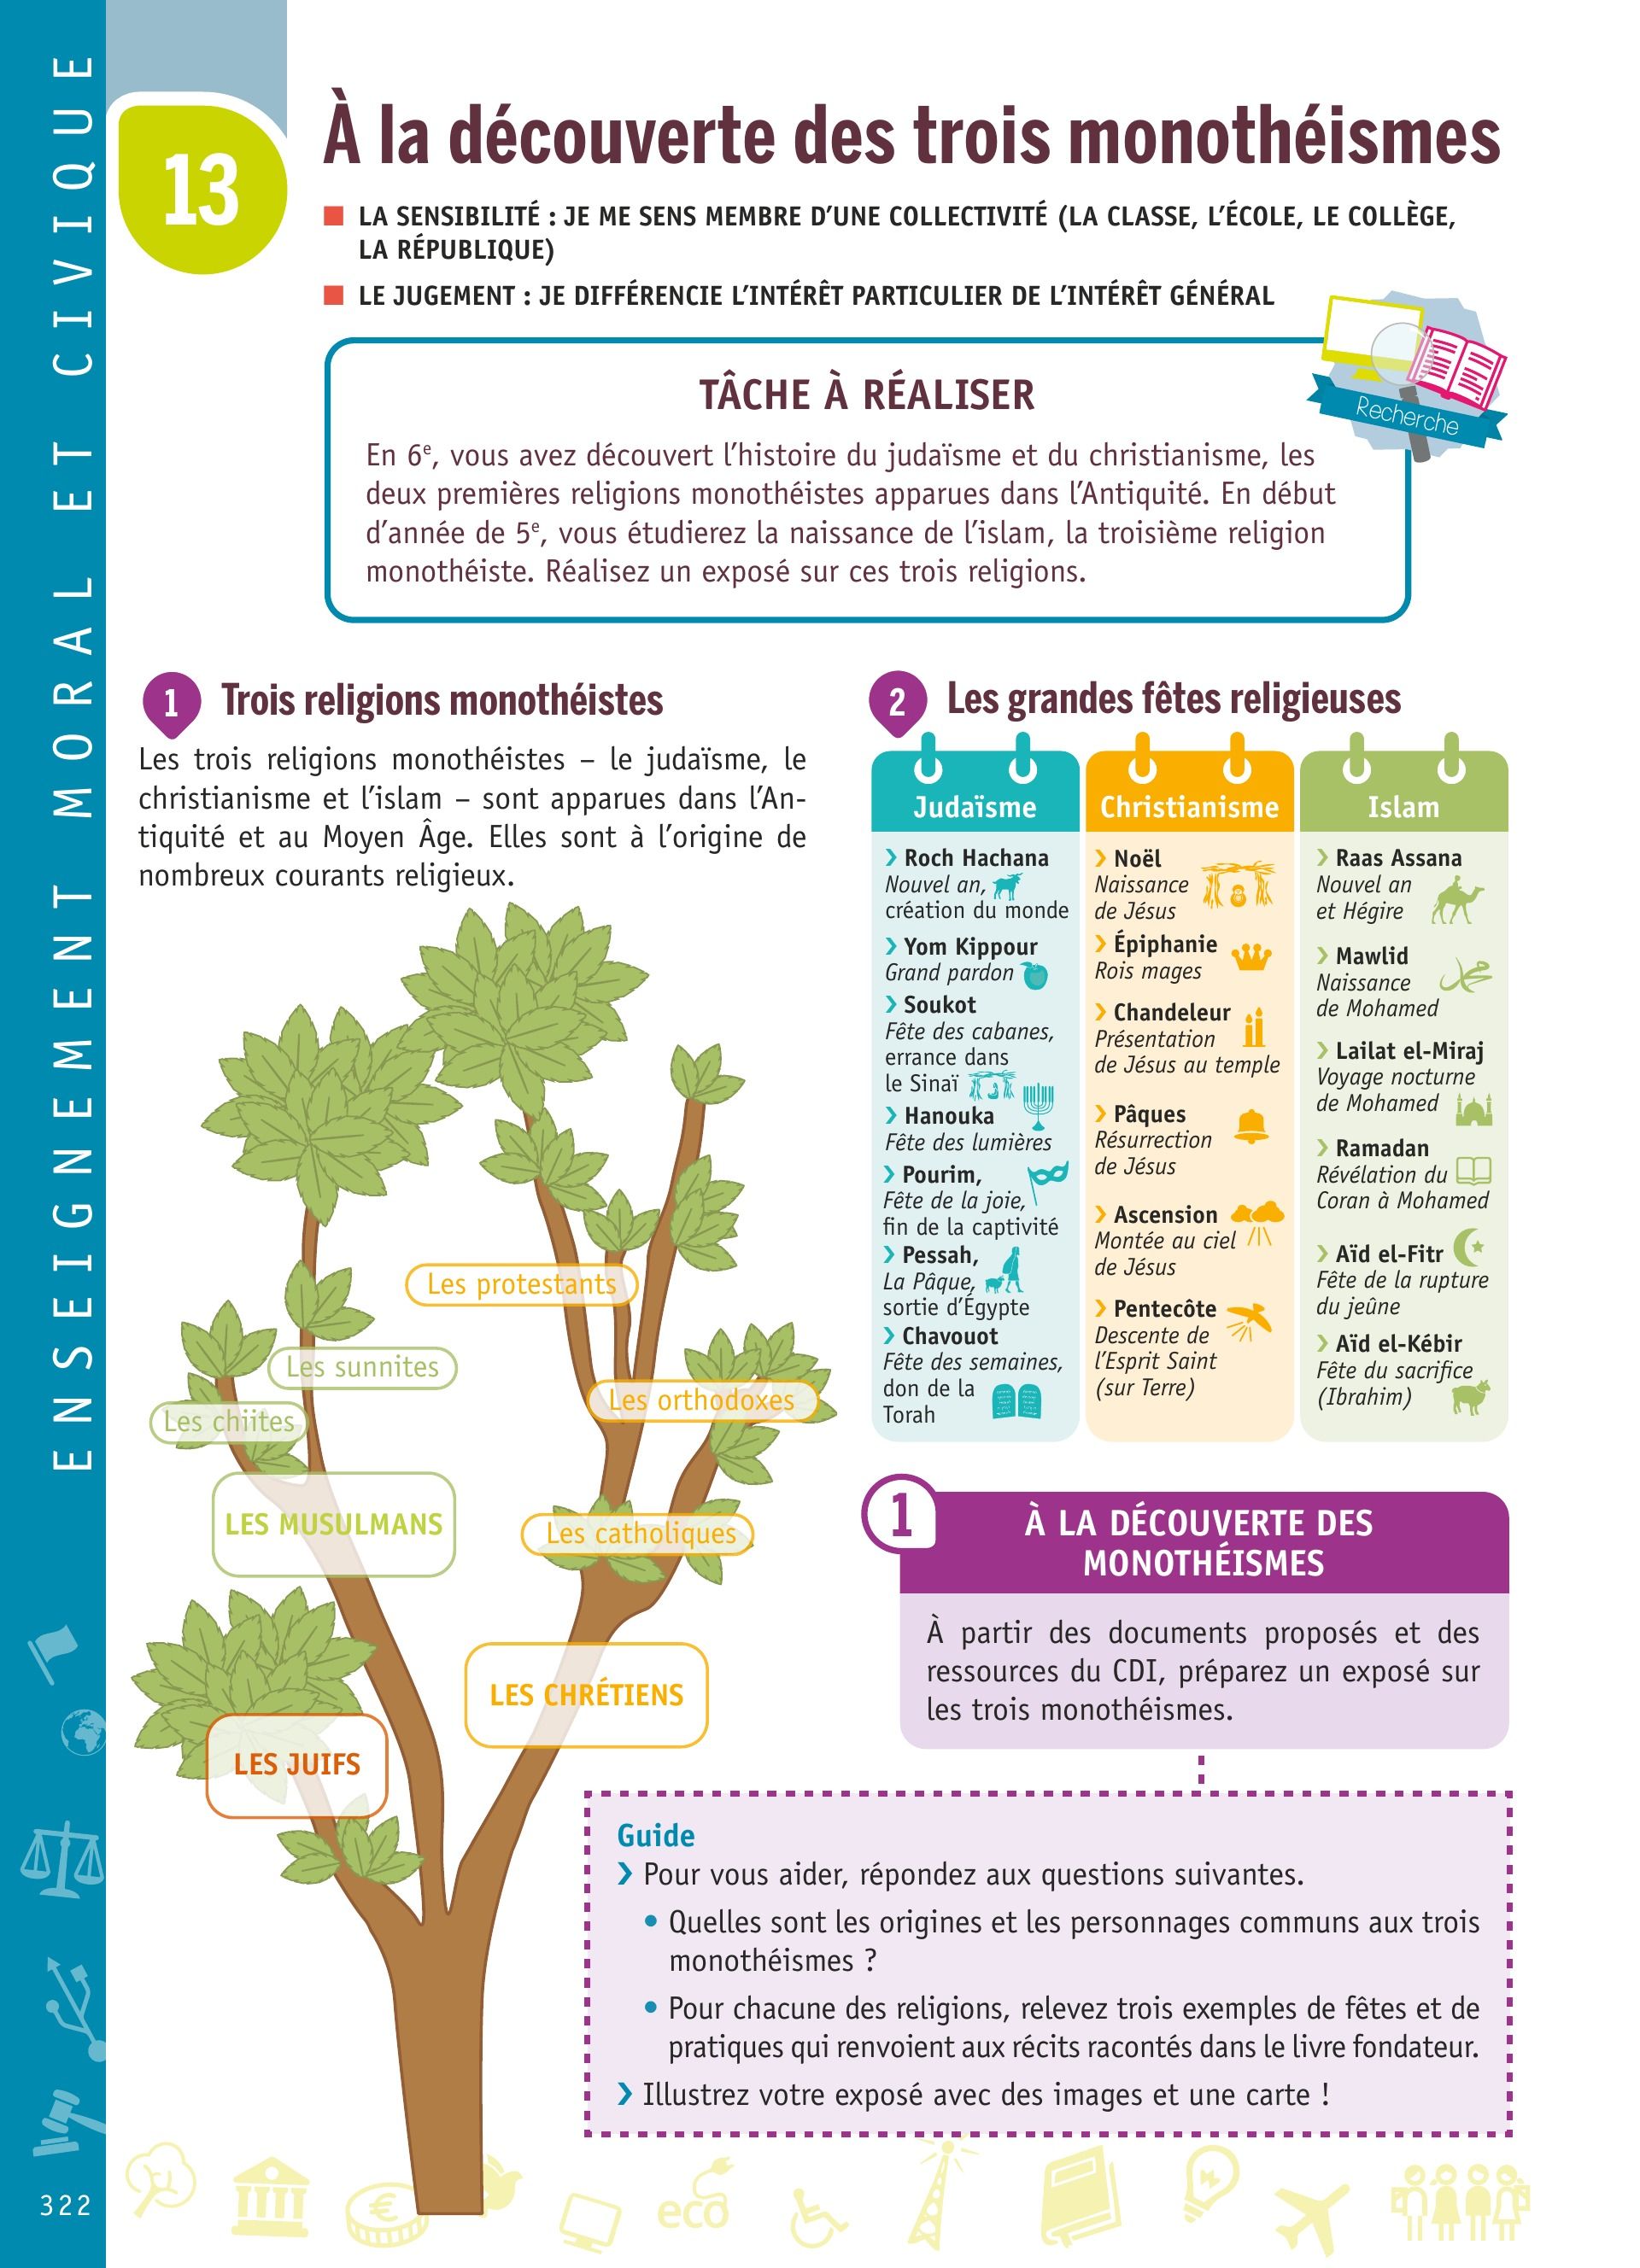 ENSEIGNEMENT MORAL ET CIVIQUE
13
À la découverte des trois monothéismes
LA SENSIBILITÉ : JE ME SENS MEMBRE D’UNE COLLECTIVITÉ (LA CLASSE, L’ÉCOLE, LE COLLÈGE,
LA RÉPUBLIQUE)
LE JUGEMENT : JE DIFFÉRENCIE L’INTÉRÊT PARTICULIER DE L’INTÉRÊT GÉNÉRAL
Recherche
TÂCHE À RÉALISER
En 6e, vous avez découvert l’histoire du judaïsme et du christianisme, les
deux premières religions monothéistes apparues dans l’Antiquité. En début
d’année de 5e, vous étudierez la naissance de l’islam, la troisième religion
monothéiste. Réalisez un exposé sur ces trois religions.
1 Trois religions monothéistes
Les trois religions monothéistes – le judaïsme, le
christianisme et l’islam – sont apparues dans l’An-
tiquité et au Moyen Âge. Elles sont à l’origine de
nombreux courants religieux.
Les protestants
Les sunnites
Les orthodoxes
Les chiites
LES MUSULMANS
Les catholiques
LES CHRÉTIENS
LES JUIFS
2 Les grandes fêtes religieuses
Judaïsme
› Roch Hachana
Nouvel an,
création du monde
› Yom Kippour
Grand pardon
› Soukot
Fête des cabanes,
errance dans
le Sinaï
› Hanouka
Fête des lumières
› Pourim,
Fête de la joie,
fin de la captivité
› Pessah,
La Pâque,
sortie d’Égypte
› Chavouot
Fête des semaines,
don de la
Torah
Christianisme
› Noël
Naissance
de Jésus
› Épiphanie
Rois mages
› Chandeleur
Présentation
de Jésus au temple
› Pâques
Résurrection
de Jésus
› Ascension
Montée au ciel
de Jésus
› Pentecôte
Descente de
l’Esprit Saint
(sur Terre)
Islam
› Raas Assana
Nouvel an
et Hégire
› Mawlid
Naissance
de Mohamed
› Lailat el-Miraj
Voyage nocturne
de Mohamed
› Ramadan
Révélation du
Coran à Mohamed
› Aïd el-Fitr
Fête de la rupture
du jeûne
› Aïd el-Kébir
Fête du sacrifice
(Ibrahim)
1
À LA DÉCOUVERTE DES
MONOTHÉISMES
À partir des documents proposés et des
ressources du CDI, préparez un exposé sur
les trois monothéismes.
Guide
› Pour vous aider, répondez aux questions suivantes.
• Quelles sont les origines et les personnages communs aux trois
monothéismes ?
• Pour chacune des religions, relevez trois exemples de fêtes et de
pratiques qui renvoient aux récits racontés dans le livre fondateur.
› Illustrez votre exposé avec des images et une carte !
322
€
eco